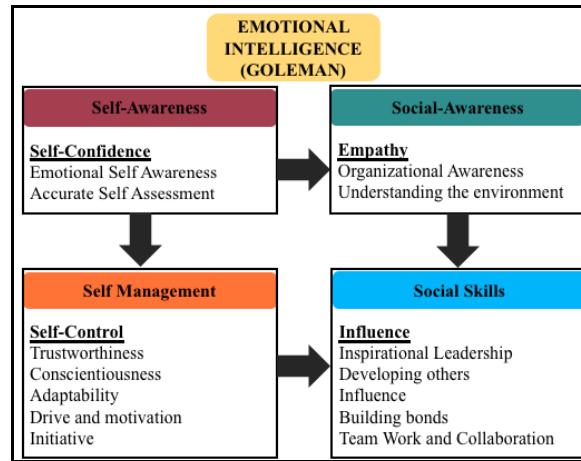 EMOTIONAL
INTELLIGENCE
(GOLEMAN)
Self-Awareness
Self-Confidence
Emotional Self Awareness
Accurate Self Assessment
Social-Awareness
Empathy
Organizational Awareness
Understanding the environment
Self Management
Self-Control
Trustworthiness
Conscientiousness
Adaptability
Drive and motivation
Initiative
Social Skills
Influence
Inspirational Leadership
Developing others
Influence
Building bonds
Team Work and Collaboration